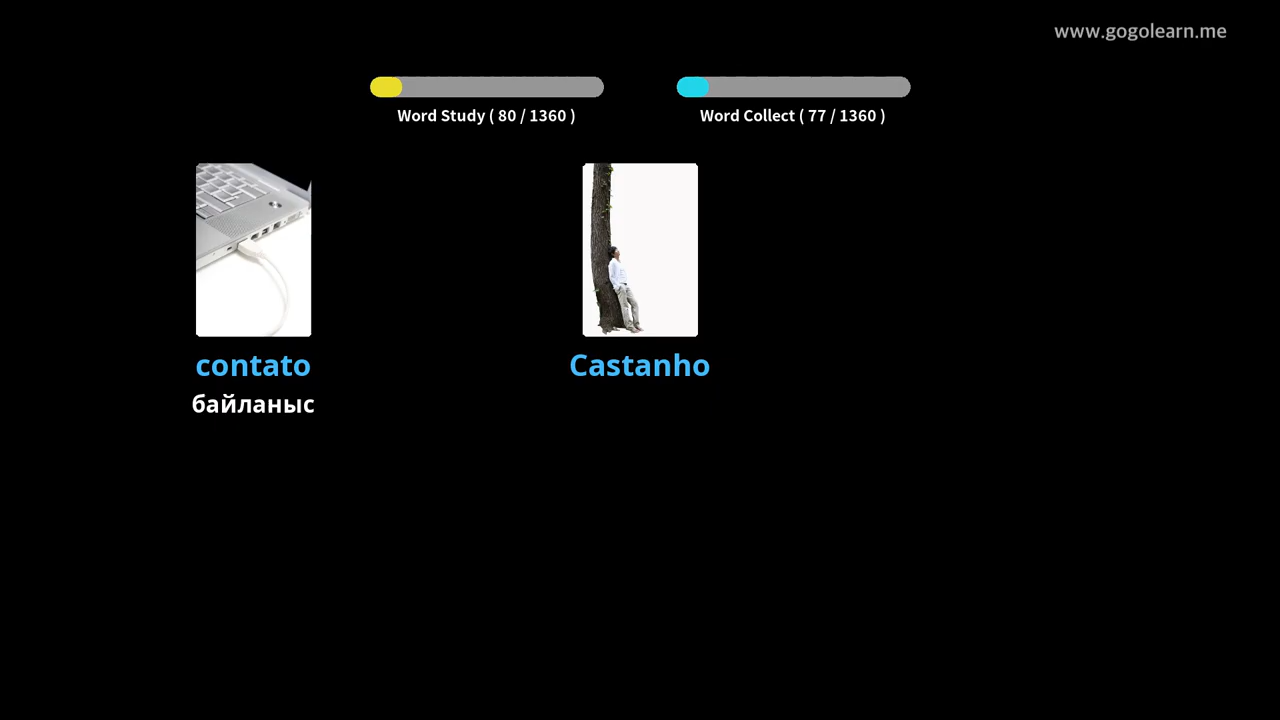 www.gogolearn.me
Word Study ( 80 / 1360 )
Word Collect ( 77 / 1360 )
contato
байланыс
Castanho